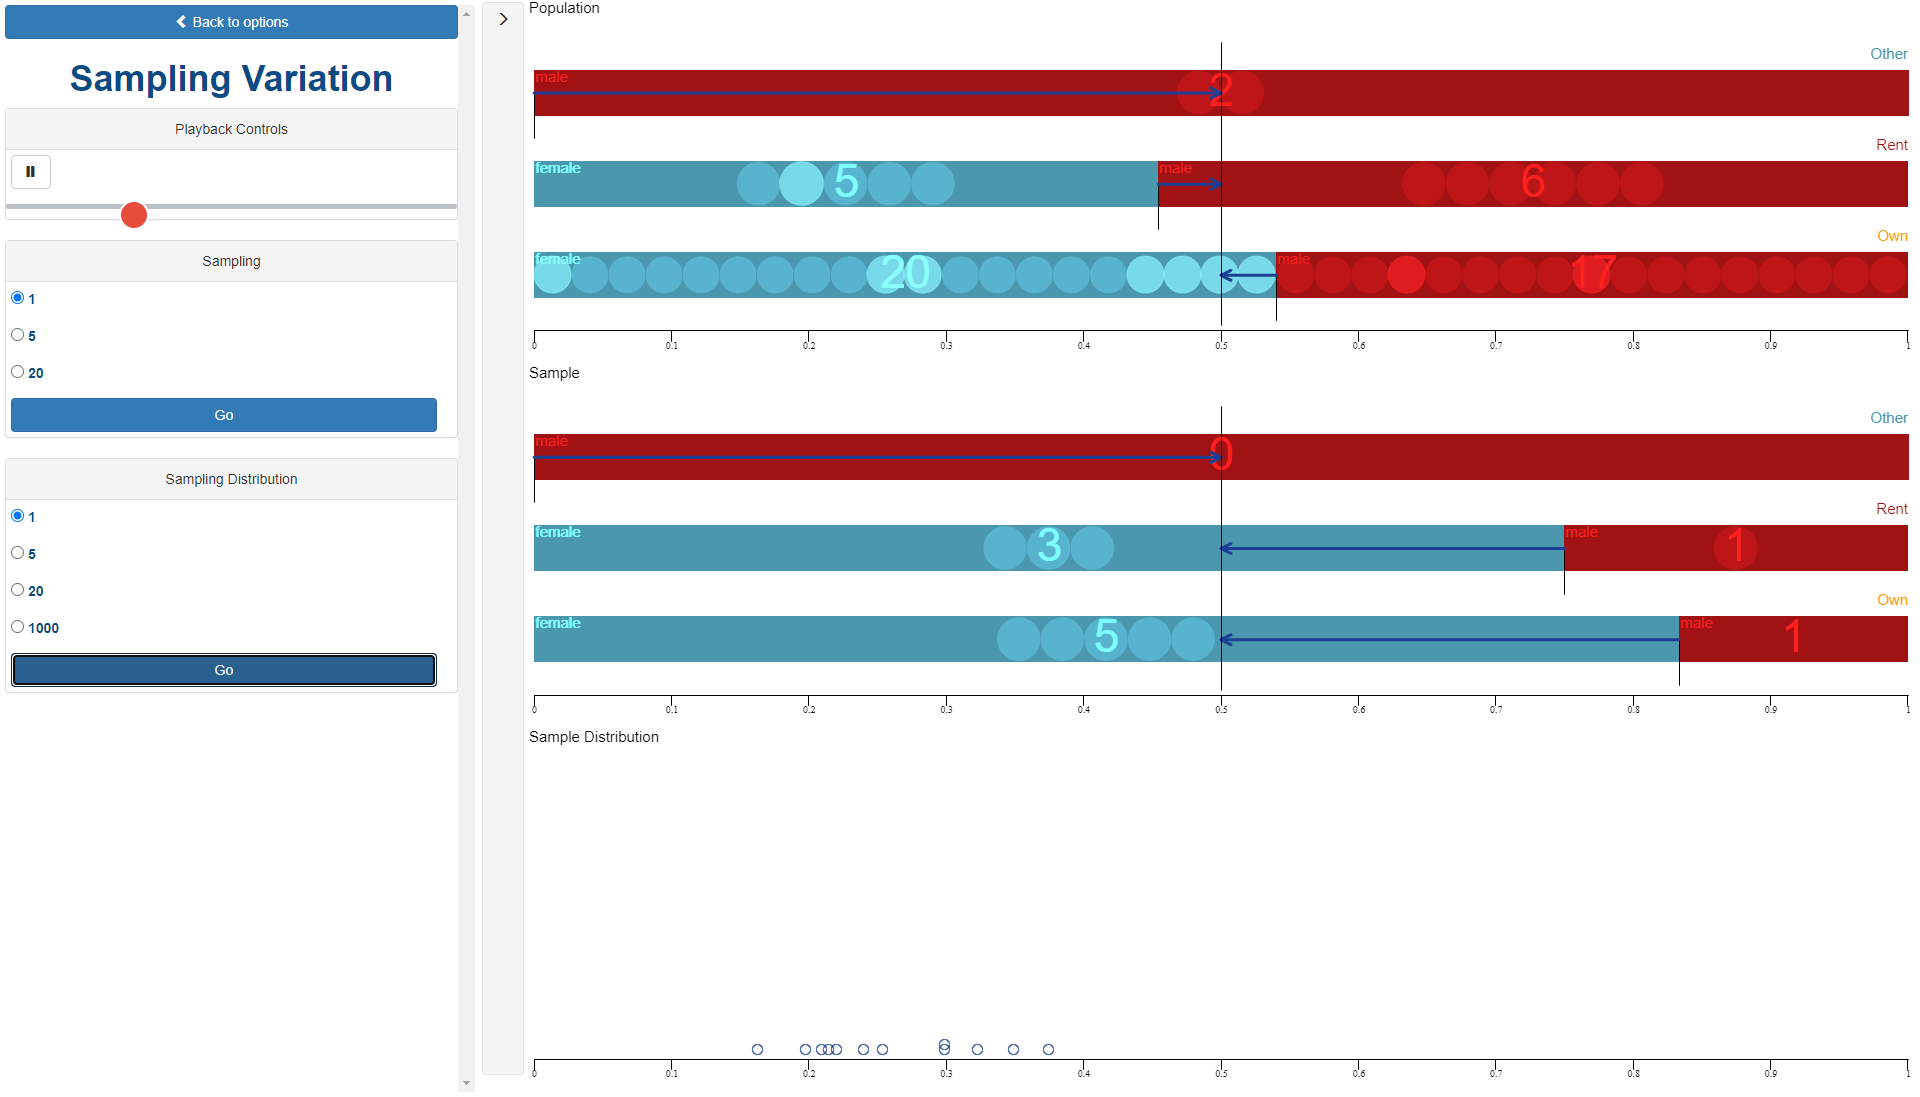 Back to options
Sampling Variation
Playback Controls
Sampling
1
5
20
Go
Sampling Distribution
1
5
20
1000
Go
Population
Other
male
2
Rent
female
5
male
6
Own
female
20
male
17
0 0.1 0.2 0.3 0.4 0.5 0.6 0.7 0.8 0.9 1
Sample
Other
male
0
Rent
female
3
male
1
Own
female
5
male
1
0 0.1 0.2 0.3 0.4 0.5 0.6 0.7 0.8 0.9 1
Sample Distribution
0 0.1 0.2 0.3 0.4 0.5 0.6 0.7 0.8 0.9 1